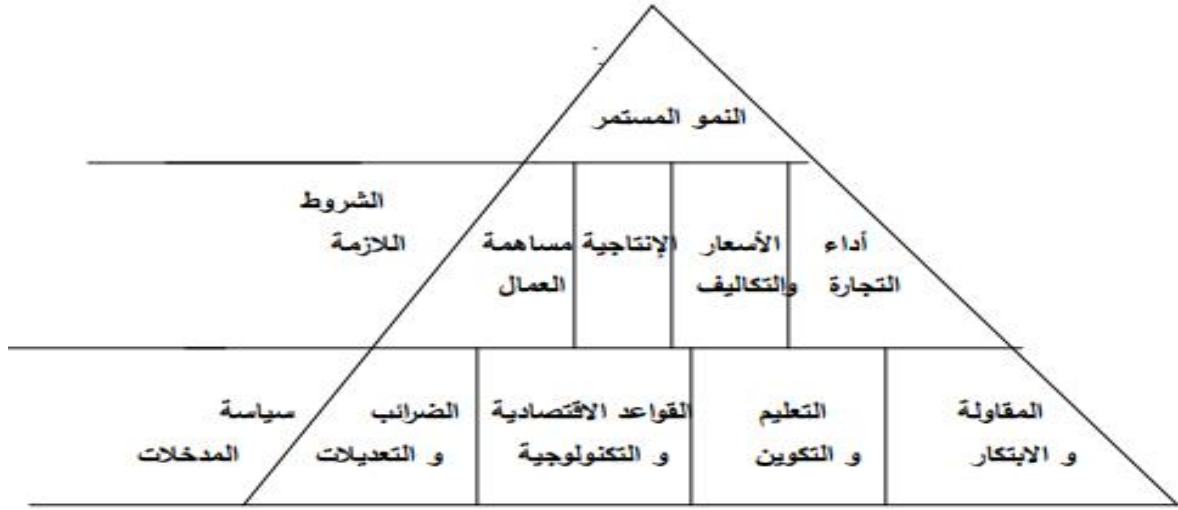 النمو المستمر
الشروط
اللازمة
أداء
التجارة
الأسعار
والتكاليف
الإنتاجية
مساهمة
العمال
سياسة
المدخلات
المقاولة
و الابتكار
التعليم
و التكوين
القواعد الاقتصادية
و التكنولوجية
الضرائب
و التعديلات